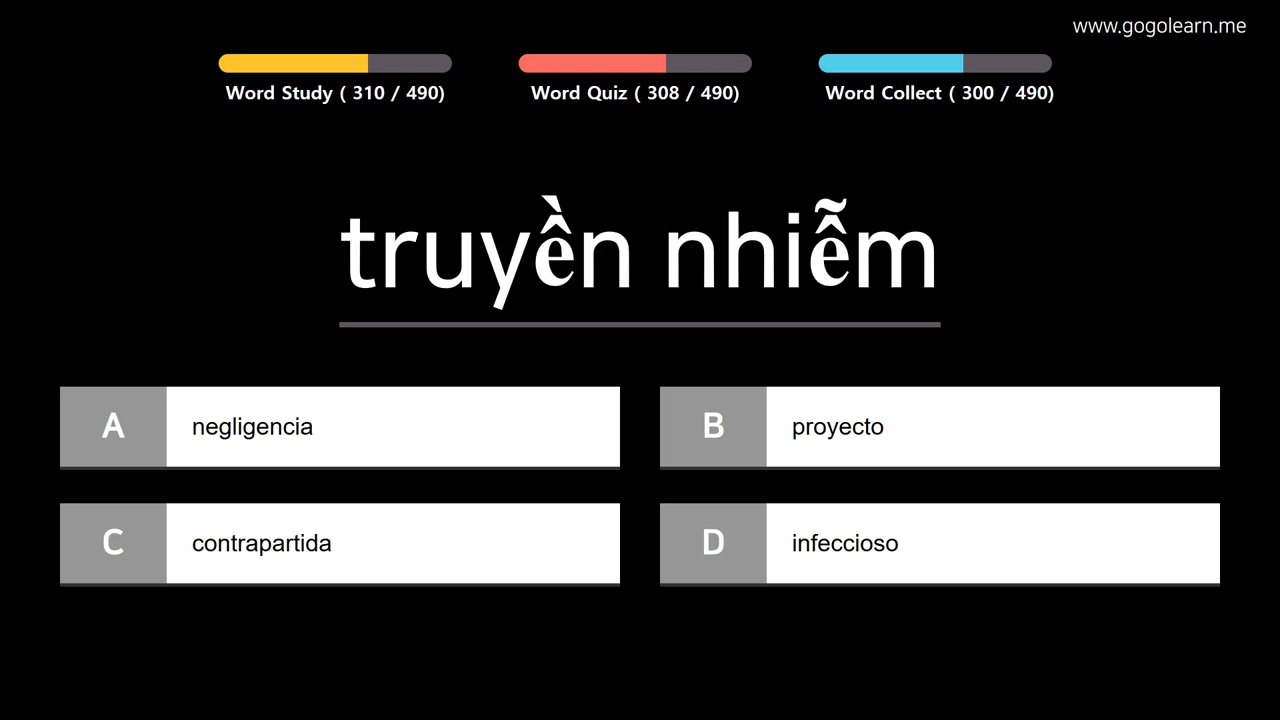 www.gogolearn.me
Word Study ( 310 / 490)
Word Quiz ( 308 / 490)
Word Collect ( 300 / 490)
truyền nhiễm
A negligencia
B proyecto
C contrapartida
D infeccioso